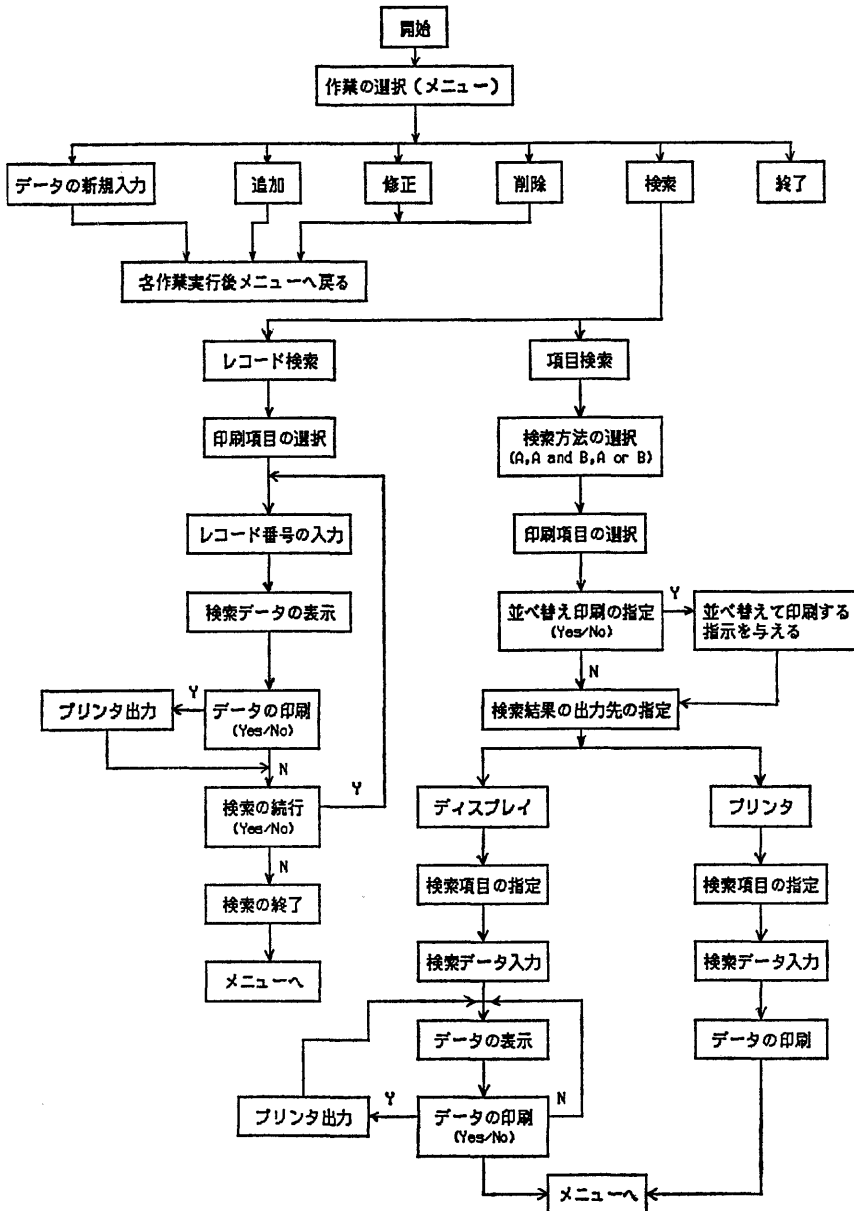 開始
作業の選択(メニュー)
データの新規入力
追加
修正
削除
検索
終了
各作業実行後メニューへ戻る
レコード検索
項目検索
印刷項目の選択
検索方法の選択
(A,A and B,A or B)
レコード番号の入力
印刷項目の選択
検索データの表示
並べ替え印刷の指定
(Yes/No)
Y
並べ替えて印刷する
指示を与える
N
プリンタ出力
Y
データの印刷
(Yes/No)
検索結果の出力先の指定
N
検索の続行
(Yes/No)
Y
ディスプレイ
プリンタ
N
検索の終了
検索項目の指定
検索項目の指定
メニューへ
検索データ入力
検索データ入力
データの表示
データの印刷
プリンタ出力
Y
データの印刷
(Yes/No)
N
メニューへ